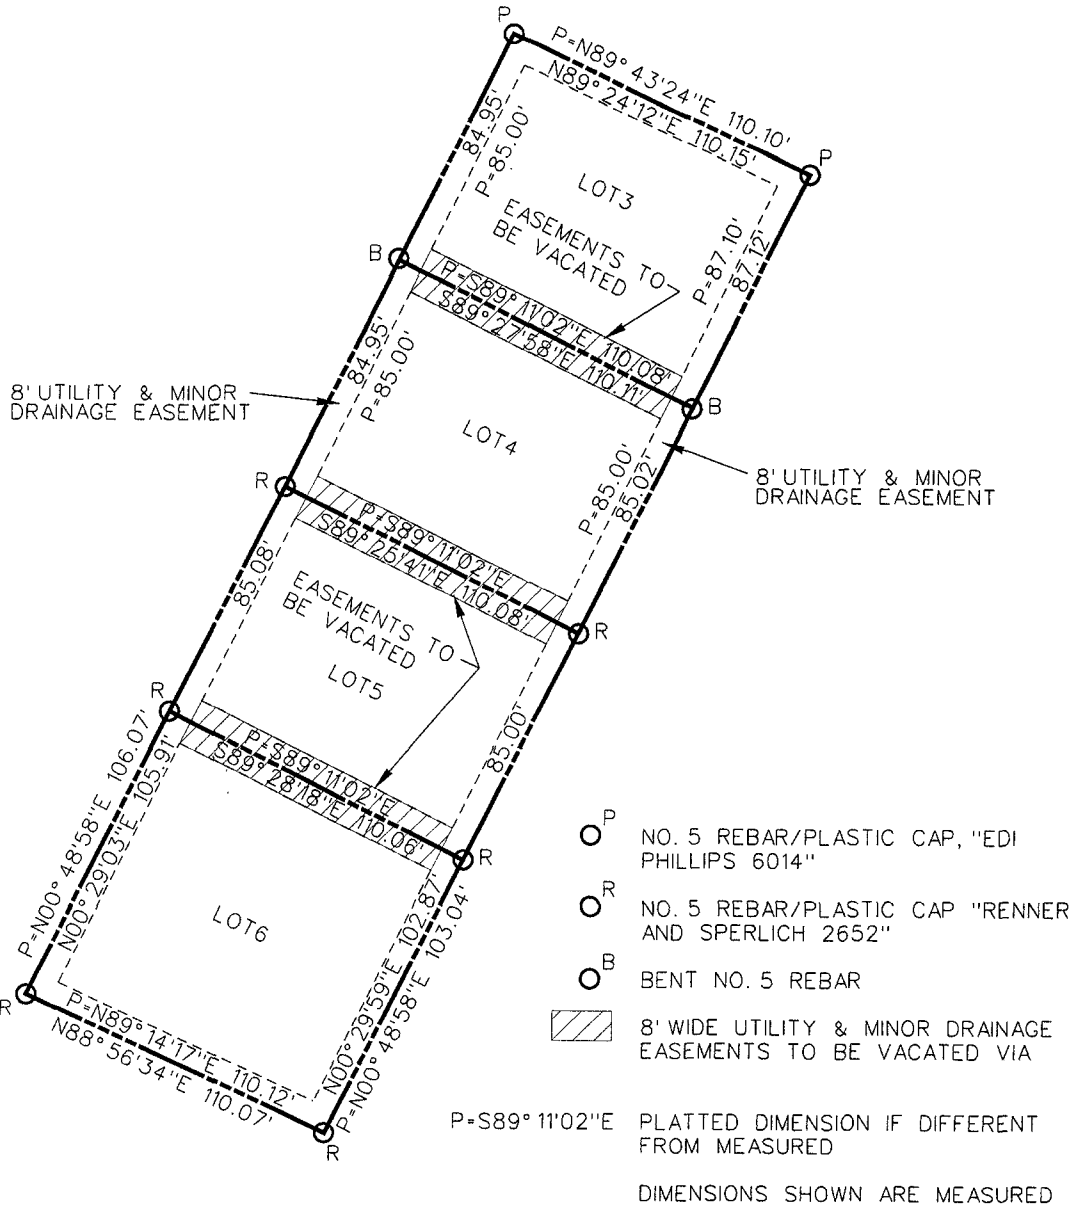 P
P=N89°43'24"E 110.10'
N89°24'12"E 110.15'
P
84.95'
P=85.00'
LOT3
EASEMENTS TO
BE VACATED
P=87.10'
87.12'
B
P=S89°11'02"E 110.08'
S89°27'58"E 110.11'
B
84.95'
P=85.00'
8' UTILITY & MINOR
DRAINAGE EASEMENT
LOT4
P=85.00'
85.02'
8' UTILITY & MINOR
DRAINAGE EASEMENT
R
P=S89°11'02"E
S89°25'41"E 110.08'
R
85.08'
EASEMENTS TO
BE VACATED
LOT5
85.00'
R
P=S89°11'02"E
S89°28'18"E 110.06'
R
P=N00°48'58"E 106.07'
N00°29'03"E 105.91'
LOT6
N00°29'59"E 102.87'
P=N00°48'58"E 103.04'
R
P=N89°14'17"E 110.12'
N88°56'34"E 110.07'
R
P
NO. 5 REBAR/PLASTIC CAP, "EDI
PHILLIPS 6014"
R
NO. 5 REBAR/PLASTIC CAP "RENNER
AND SPERLICH 2652"
B
BENT NO. 5 REBAR
8' WIDE UTILITY & MINOR DRAINAGE
EASEMENTS TO BE VACATED VIA
P=S89°11'02"E PLATTED DIMENSION IF DIFFERENT
FROM MEASURED
DIMENSIONS SHOWN ARE MEASURED